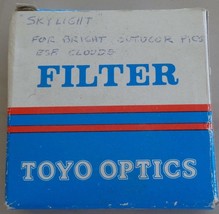 "SKYLIGHT"
FOR BRIGHT OUTDOOR PICS
ESP CLOUDS
FILTER
TOYO OPTICS